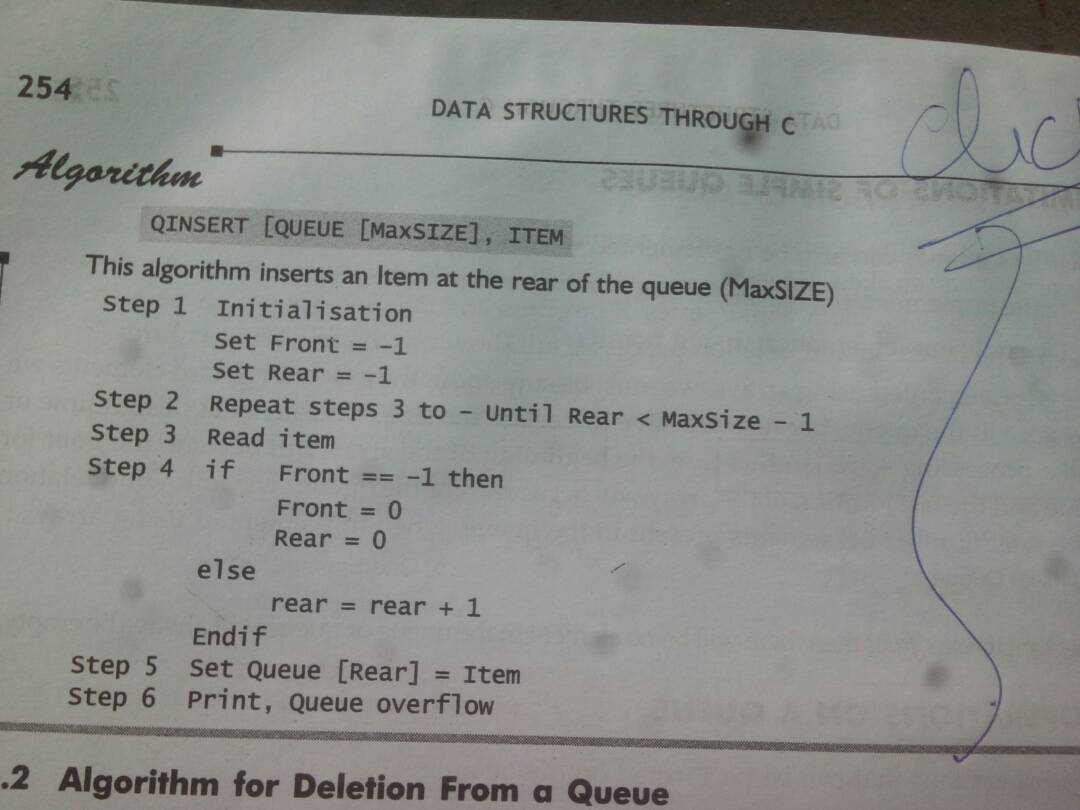 254
DATA STRUCTURES THROUGH C
Algorithm
QINSERT [QUEUE [MaxSIZE], ITEM
This algorithm inserts an Item at the rear of the queue (MaxSIZE)
Step 1 Initialisation
Set Front = -1
Set Rear = -1
Step 2 Repeat steps 3 to - Until Rear < MaxSize - 1
Step 3 Read item
Step 4 if Front == -1 then
Front = 0
Rear = 0
else
rear = rear + 1
Endif
Step 5 Set Queue [Rear] = Item
Step 6 Print, Queue overflow
.2 Algorithm for Deletion From a Queue